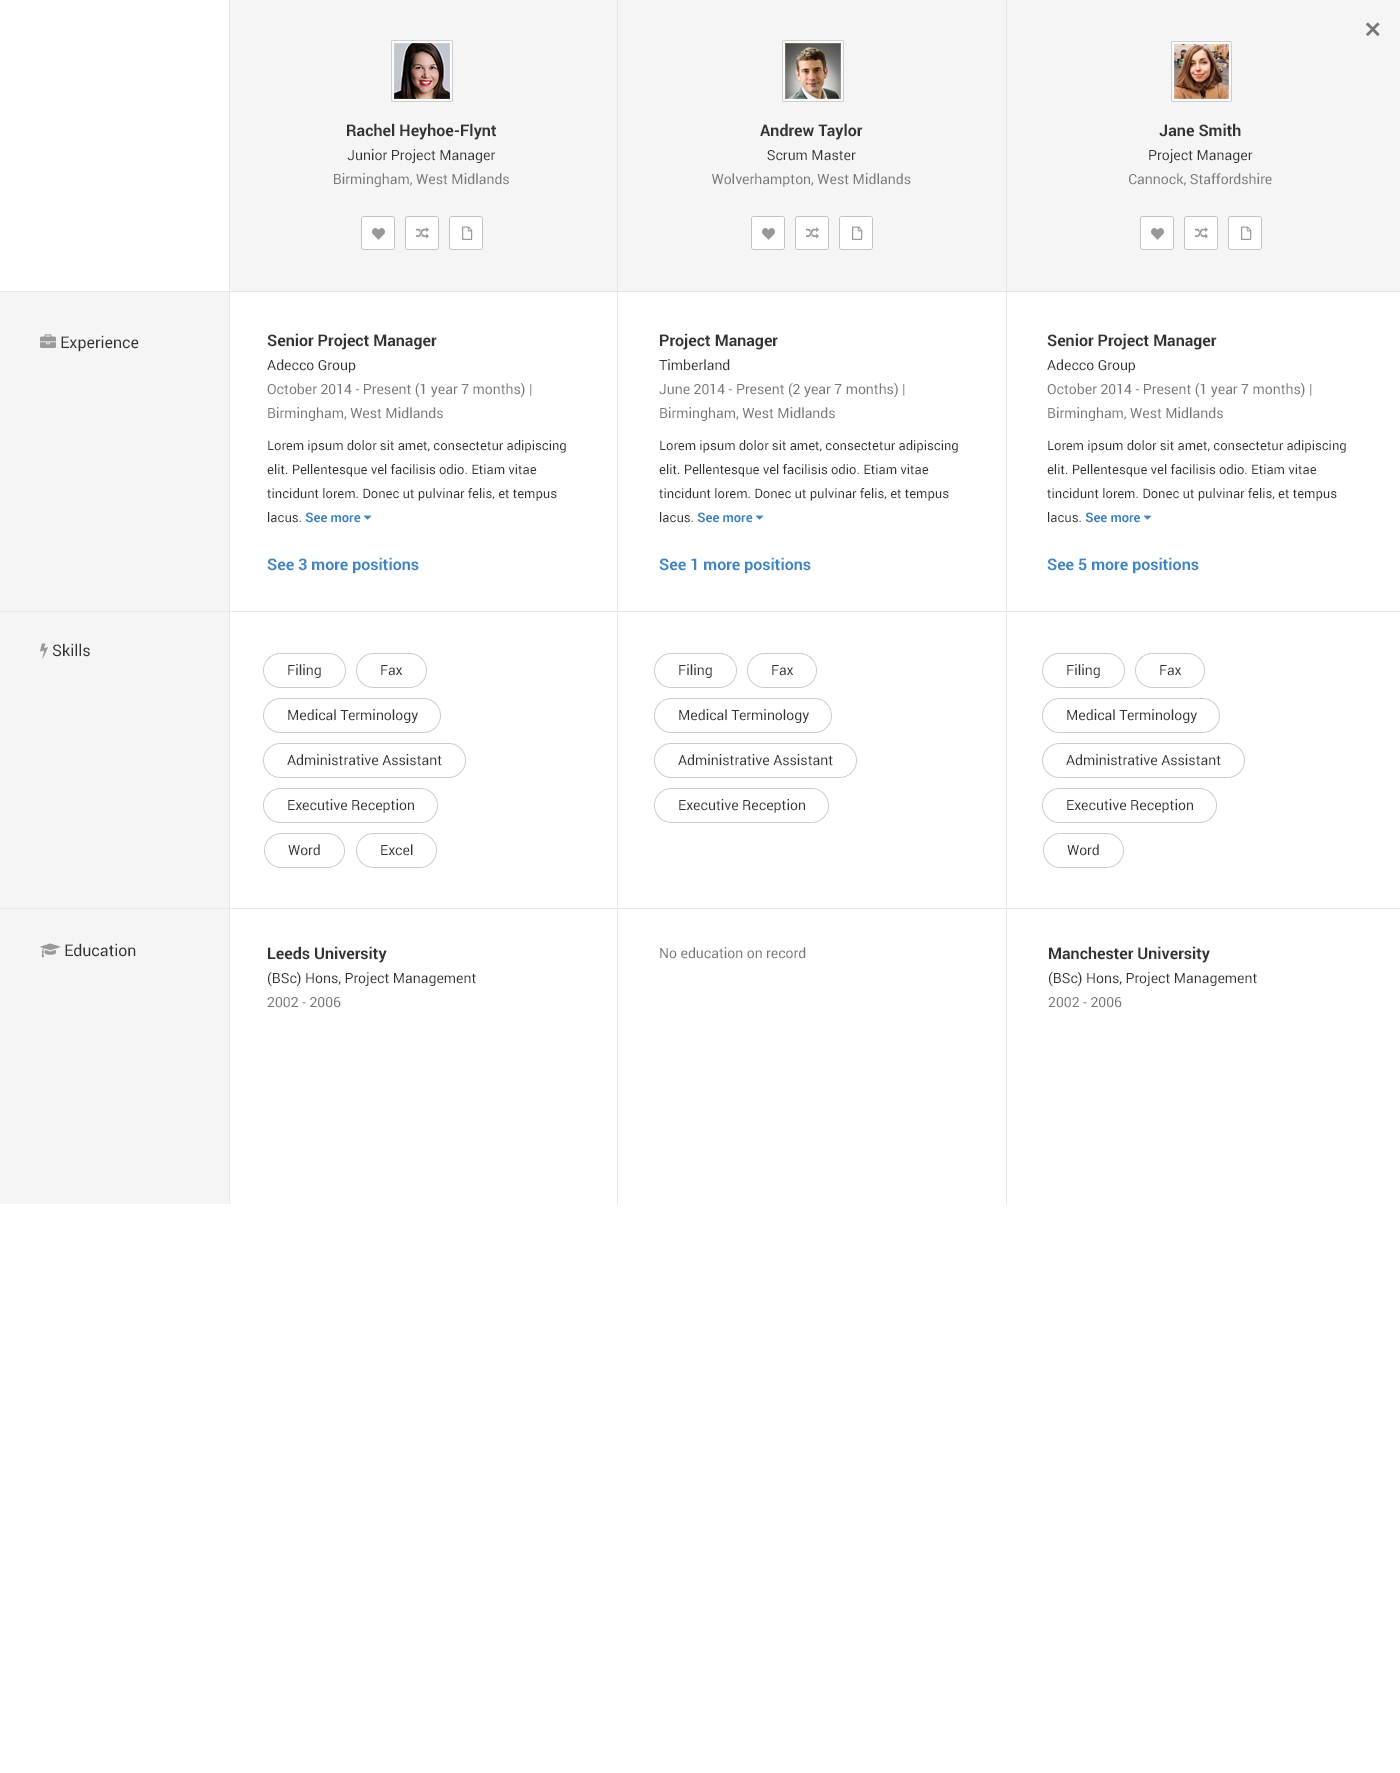 Rachel Heyhoe-Flynt
Junior Project Manager
Birmingham, West Midlands
Andrew Taylor
Scrum Master
Wolverhampton, West Midlands
Jane Smith
Project Manager
Cannock, Staffordshire
Experience
Senior Project Manager
Adecco Group
October 2014 - Present (1 year 7 months) |
Birmingham, West Midlands
Lorem ipsum dolor sit amet, consectetur adipiscing
elit. Pellentesque vel facilisis odio. Etiam vitae
tincidunt lorem. Donec ut pulvinar felis, et tempus
lacus. See more
See 3 more positions
Project Manager
Timberland
June 2014 - Present (2 year 7 months) |
Birmingham, West Midlands
Lorem ipsum dolor sit amet, consectetur adipiscing
elit. Pellentesque vel facilisis odio. Etiam vitae
tincidunt lorem. Donec ut pulvinar felis, et tempus
lacus. See more
See 1 more positions
Senior Project Manager
Adecco Group
October 2014 - Present (1 year 7 months) |
Birmingham, West Midlands
Lorem ipsum dolor sit amet, consectetur adipiscing
elit. Pellentesque vel facilisis odio. Etiam vitae
tincidunt lorem. Donec ut pulvinar felis, et tempus
lacus. See more
See 5 more positions
Skills
Filing Fax
Medical Terminology
Administrative Assistant
Executive Reception
Word Excel
Filing Fax
Medical Terminology
Administrative Assistant
Executive Reception
Filing Fax
Medical Terminology
Administrative Assistant
Executive Reception
Word
Education
Leeds University
(BSc) Hons, Project Management
2002 - 2006
No education on record
Manchester University
(BSc) Hons, Project Management
2002 - 2006